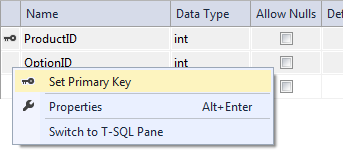 Name Data Type Allow Nulls Def
ProductID int
OptionID int
Set Primary Key
Properties Alt+Enter
Switch to T-SQL Pane